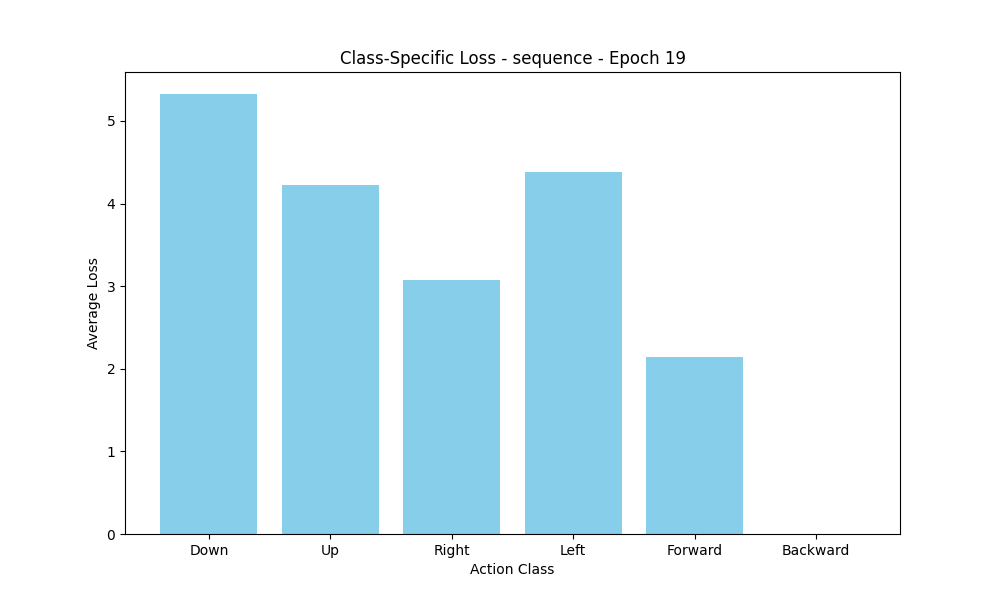 Class-Specific Loss - sequence - Epoch 19
Average Loss
5
4
3
2
1
0
Down Up Right Left Forward Backward
Action Class